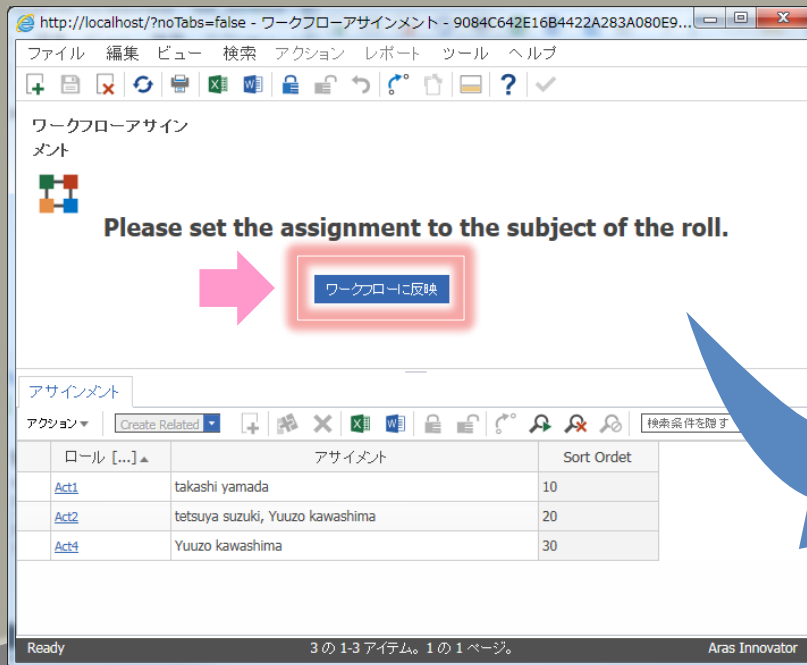 http://localhost/?noTabs=false - ワークフローアサインメント - 9084C642E16B4422A283A080E9...
ファイル 編集 ビュー 検索 アクション レポート ツール ヘルプ
ワークフローアサイン
メント
Please set the assignment to the subject of the roll.
ワークフローに反映
アサインメント
アクション Create Related 検索条件を隠す
ロール [...] アサイメント Sort Ordet
Act1 takashi yamada 10
Act2 tetsuya suzuki, Yuuzo kawashima 20
Act4 Yuuzo kawashima 30
Ready 3 の 1-3 アイテム。1 の 1 ページ。 Aras Innovator